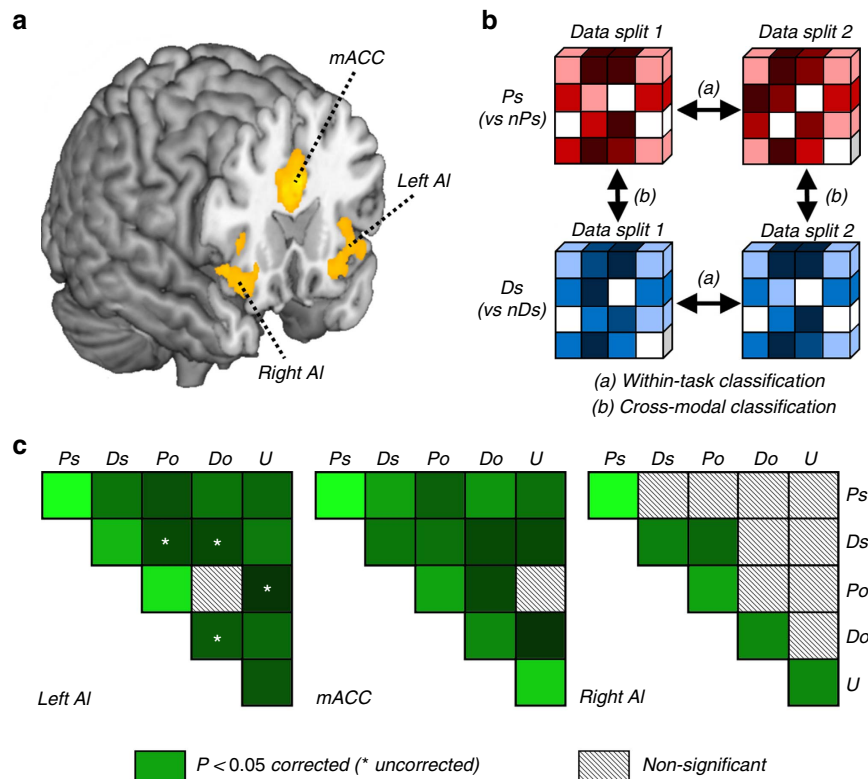 a
mACC
Left AI
Right AI
b
Data split 1
Data split 2
Ps
(vs nPs)
(a)
(b)
(b)
Data split 1
Data split 2
Ds
(vs nDs)
(a)
(a) Within-task classification
(b) Cross-modal classification
c
Ps Ds Po Do U
Ps Ds Po Do U
Ps Ds Po Do U
Ps
Ds
* *
Po
*
Do
*
U
Left AI
mACC
Right AI
P < 0.05 corrected (* uncorrected)
Non-significant